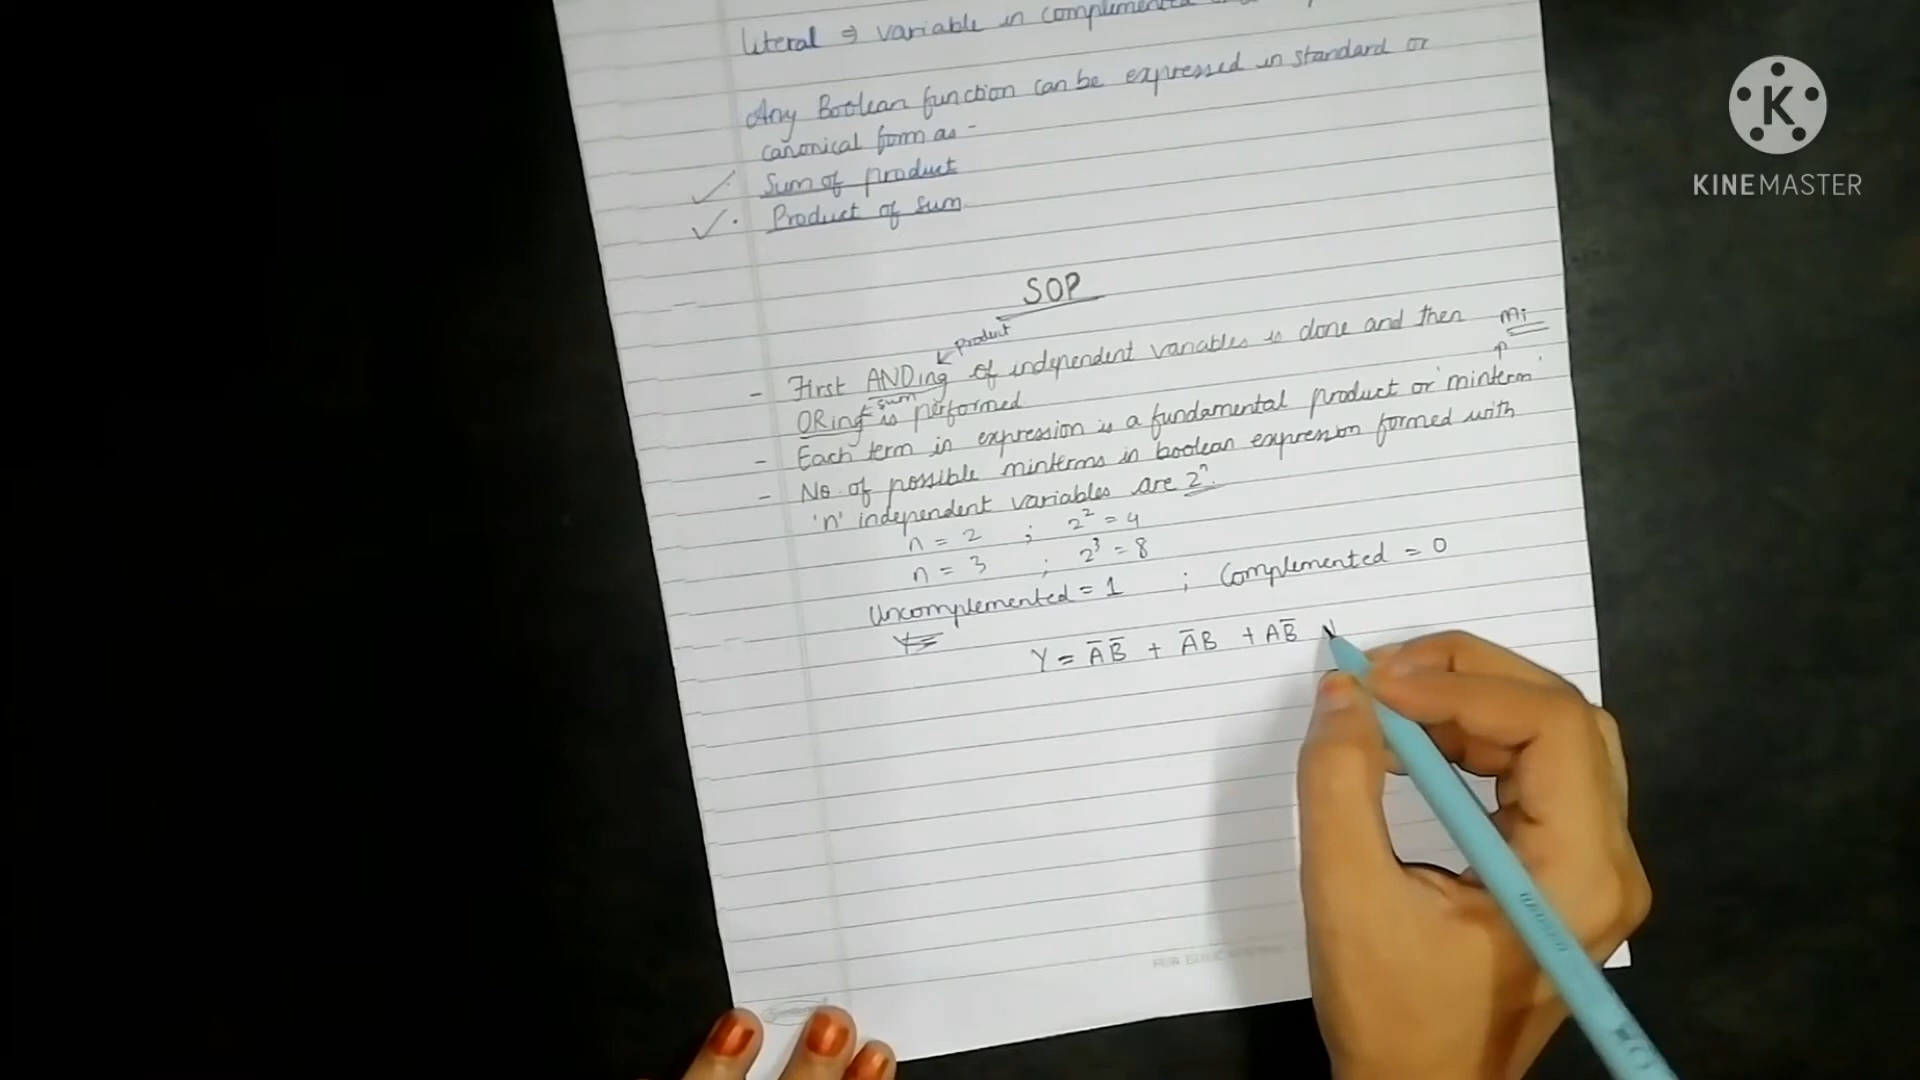 literal ⇒ variable in complemented
Any Boolean function can be expressed in standard or
canonical form as -
✓ · Sum of product
✓ · Product of sum
SOP
product
- First ANDing of independent variables is done and then
mi
sum
ORing is performed
- Each term in expression is a fundamental product or 'minterm'
- No. of possible minterms in boolean expression formed with
'n' independent variables are 2ⁿ.
n = 2 ; 2² = 4
n = 3 ; 2³ = 8
Uncomplemented = 1 ; Complemented = 0
Y = A̅B̅ + A̅B + AB̅
KINEMASTER